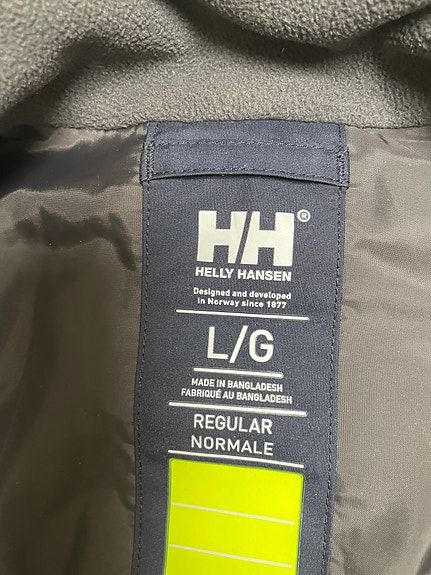 HH®
HELLY HANSEN
Designed and developed
in Norway since 1877
L/G
MADE IN BANGLADESH
FABRIQUÉ AU BANGLADESH
REGULAR
NORMALE